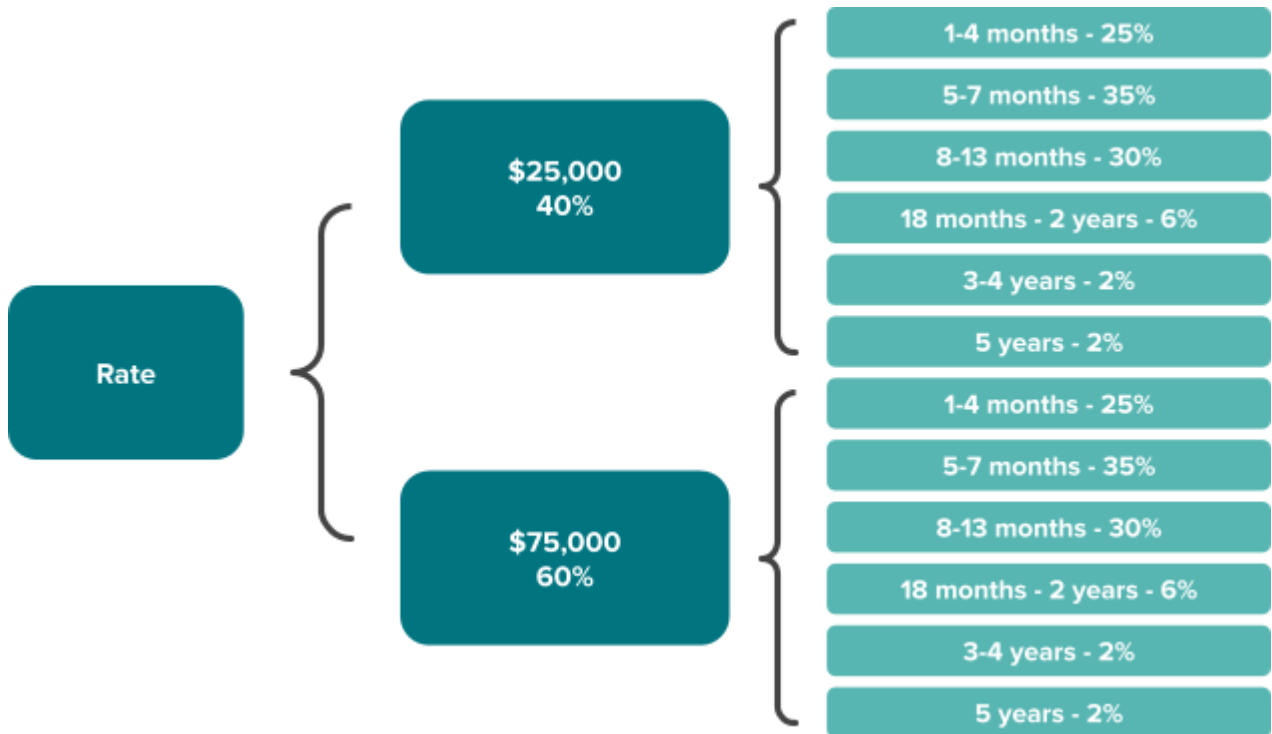 Rate
$25,000
40%
1-4 months - 25%
5-7 months - 35%
8-13 months - 30%
18 months - 2 years - 6%
3-4 years - 2%
5 years - 2%
$75,000
60%
1-4 months - 25%
5-7 months - 35%
8-13 months - 30%
18 months - 2 years - 6%
3-4 years - 2%
5 years - 2%